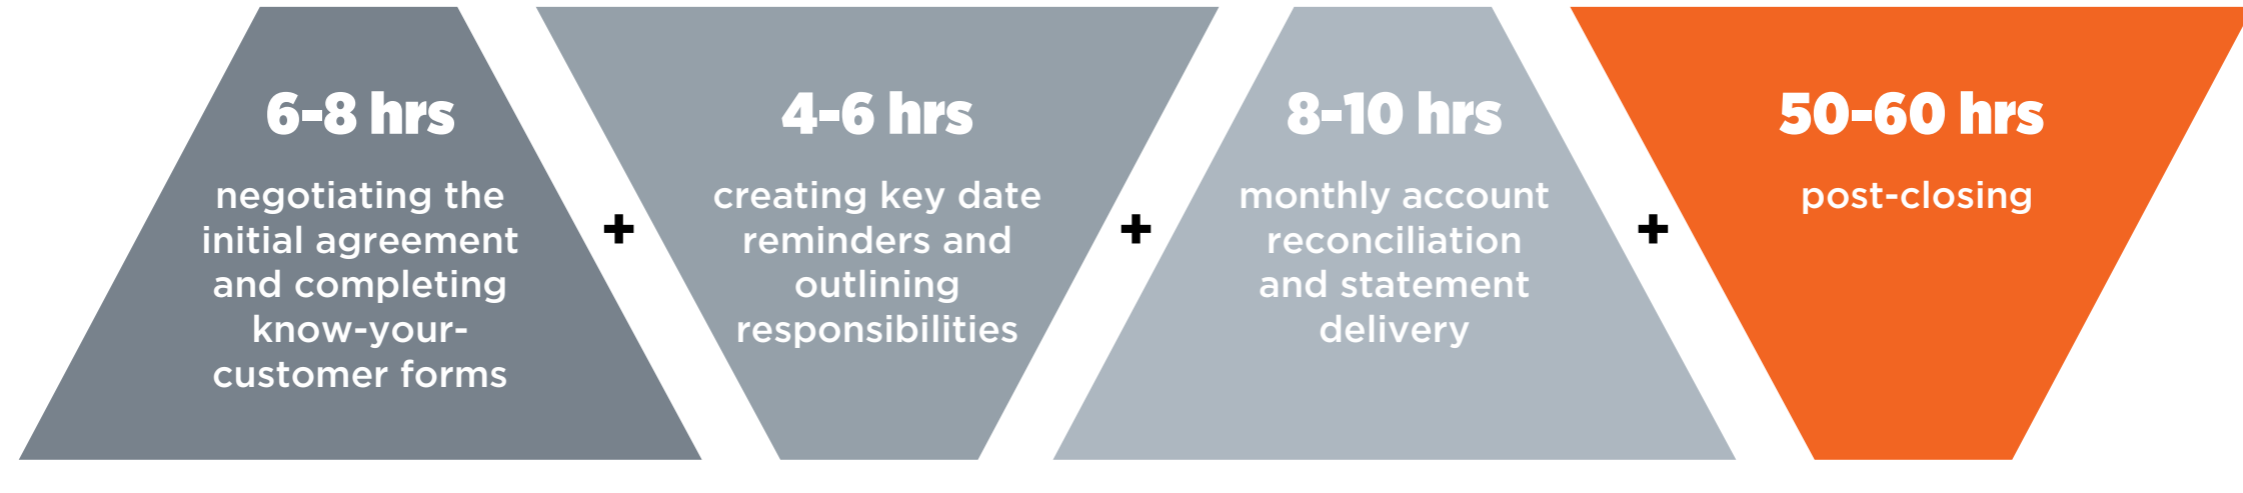 6-8 hrs
negotiating the
initial agreement
and completing
know-your-
customer forms
+
4-6 hrs
creating key date
reminders and
outlining
responsibilities
+
8-10 hrs
monthly account
reconciliation
and statement
delivery
+
50-60 hrs
post-closing